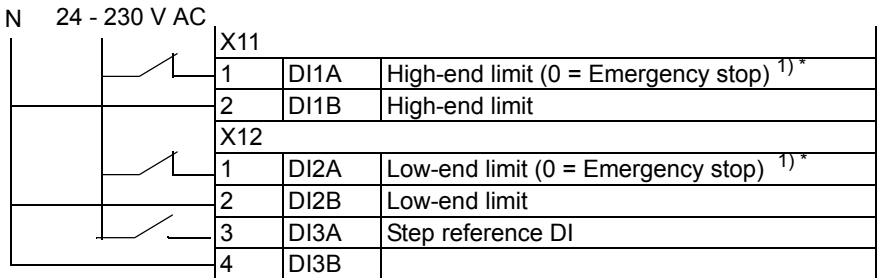 N 24 - 230 V AC
X11
1 DI1A High-end limit (0 = Emergency stop) 1) *
2 DI1B High-end limit
X12
1 DI2A Low-end limit (0 = Emergency stop) 1) *
2 DI2B Low-end limit
3 DI3A Step reference DI
4 DI3B